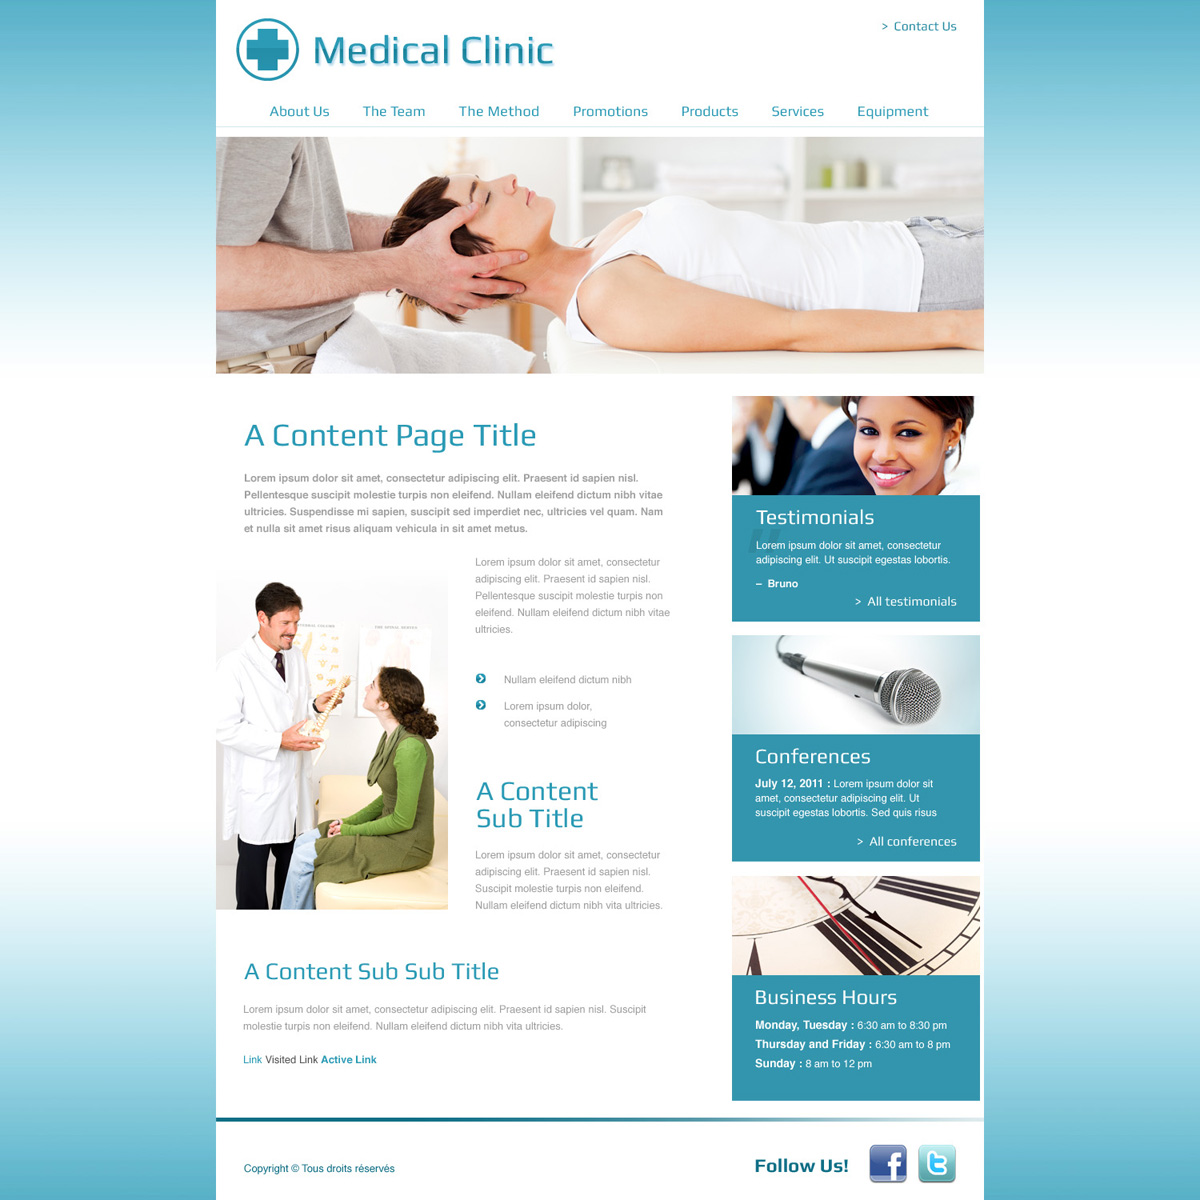 Medical Clinic
> Contact Us
About Us The Team The Method Promotions Products Services Equipment
A Content Page Title
Lorem ipsum dolor sit amet, consectetur adipiscing elit. Praesent id sapien nisl.
Pellentesque suscipit molestie turpis non eleifend. Nullam eleifend dictum nibh vitae
ultricies. Suspendisse mi sapien, suscipit sed imperdiet nec, ultricies vel quam. Nam
et nulla sit amet risus aliquam vehicula in sit amet metus.
Lorem ipsum dolor sit amet, consectetur
adipiscing elit. Praesent id sapien nisl.
Pellentesque suscipit molestie turpis non
eleifend. Nullam eleifend dictum nibh vitae
ultricies.
Nullam eleifend dictum nibh
Lorem ipsum dolor,
consectetur adipiscing
A Content
Sub Title
Lorem ipsum dolor sit amet, consectetur
adipiscing elit. Praesent id sapien nisl.
Suscipit molestie turpis non eleifend.
Nullam eleifend dictum nibh vita ultricies.
A Content Sub Sub Title
Lorem ipsum dolor sit amet, consectetur adipiscing elit. Praesent id sapien nisl. Suscipit
molestie turpis non eleifend. Nullam eleifend dictum nibh vita ultricies.
Link Visited Link Active Link
Testimonials
Lorem ipsum dolor sit amet, consectetur
adipiscing elit. Ut suscipit egestas lobortis.
– Bruno
> All testimonials
Conferences
July 12, 2011 : Lorem ipsum dolor sit
amet, consectetur adipiscing elit. Ut
suscipit egestas lobortis. Sed quis risus
> All conferences
Business Hours
Monday, Tuesday : 6:30 am to 8:30 pm
Thursday and Friday : 6:30 am to 8 pm
Sunday : 8 am to 12 pm
Copyright © Tous droits réservés
Follow Us!
f
t